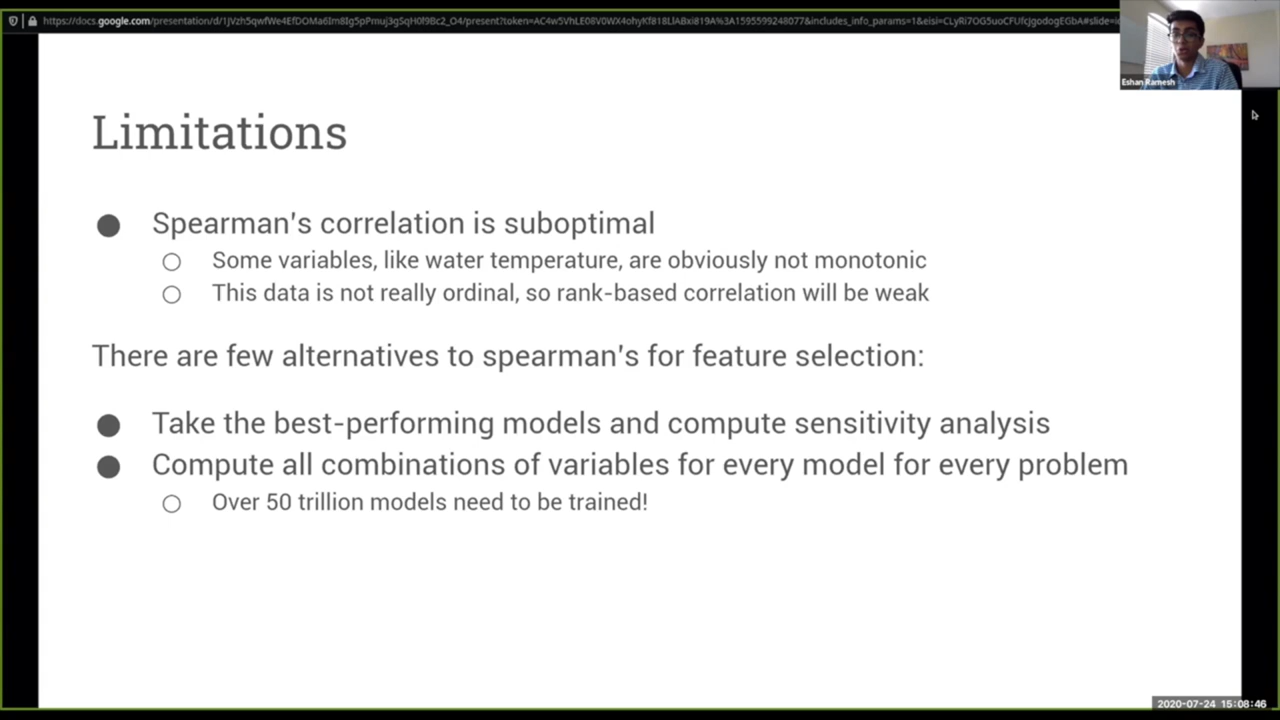 Eshan Ramesh
Limitations
Spearman's correlation is suboptimal
Some variables, like water temperature, are obviously not monotonic
This data is not really ordinal, so rank-based correlation will be weak
There are few alternatives to spearman's for feature selection:
Take the best-performing models and compute sensitivity analysis
Compute all combinations of variables for every model for every problem
Over 50 trillion models need to be trained!
2020-07-24 15:08:46